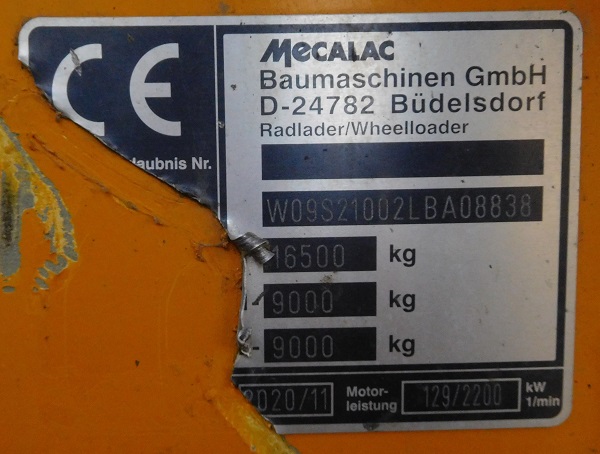 CE
MECALAC
Baumaschinen GmbH
D-24782 Büdelsdorf
Radlader/Wheelloader
Nr.
W09S21002LBA08838
16500 kg
- 9000 kg
- 9000 kg
2020/11 Motor-leistung 129/2200 kW 1/min